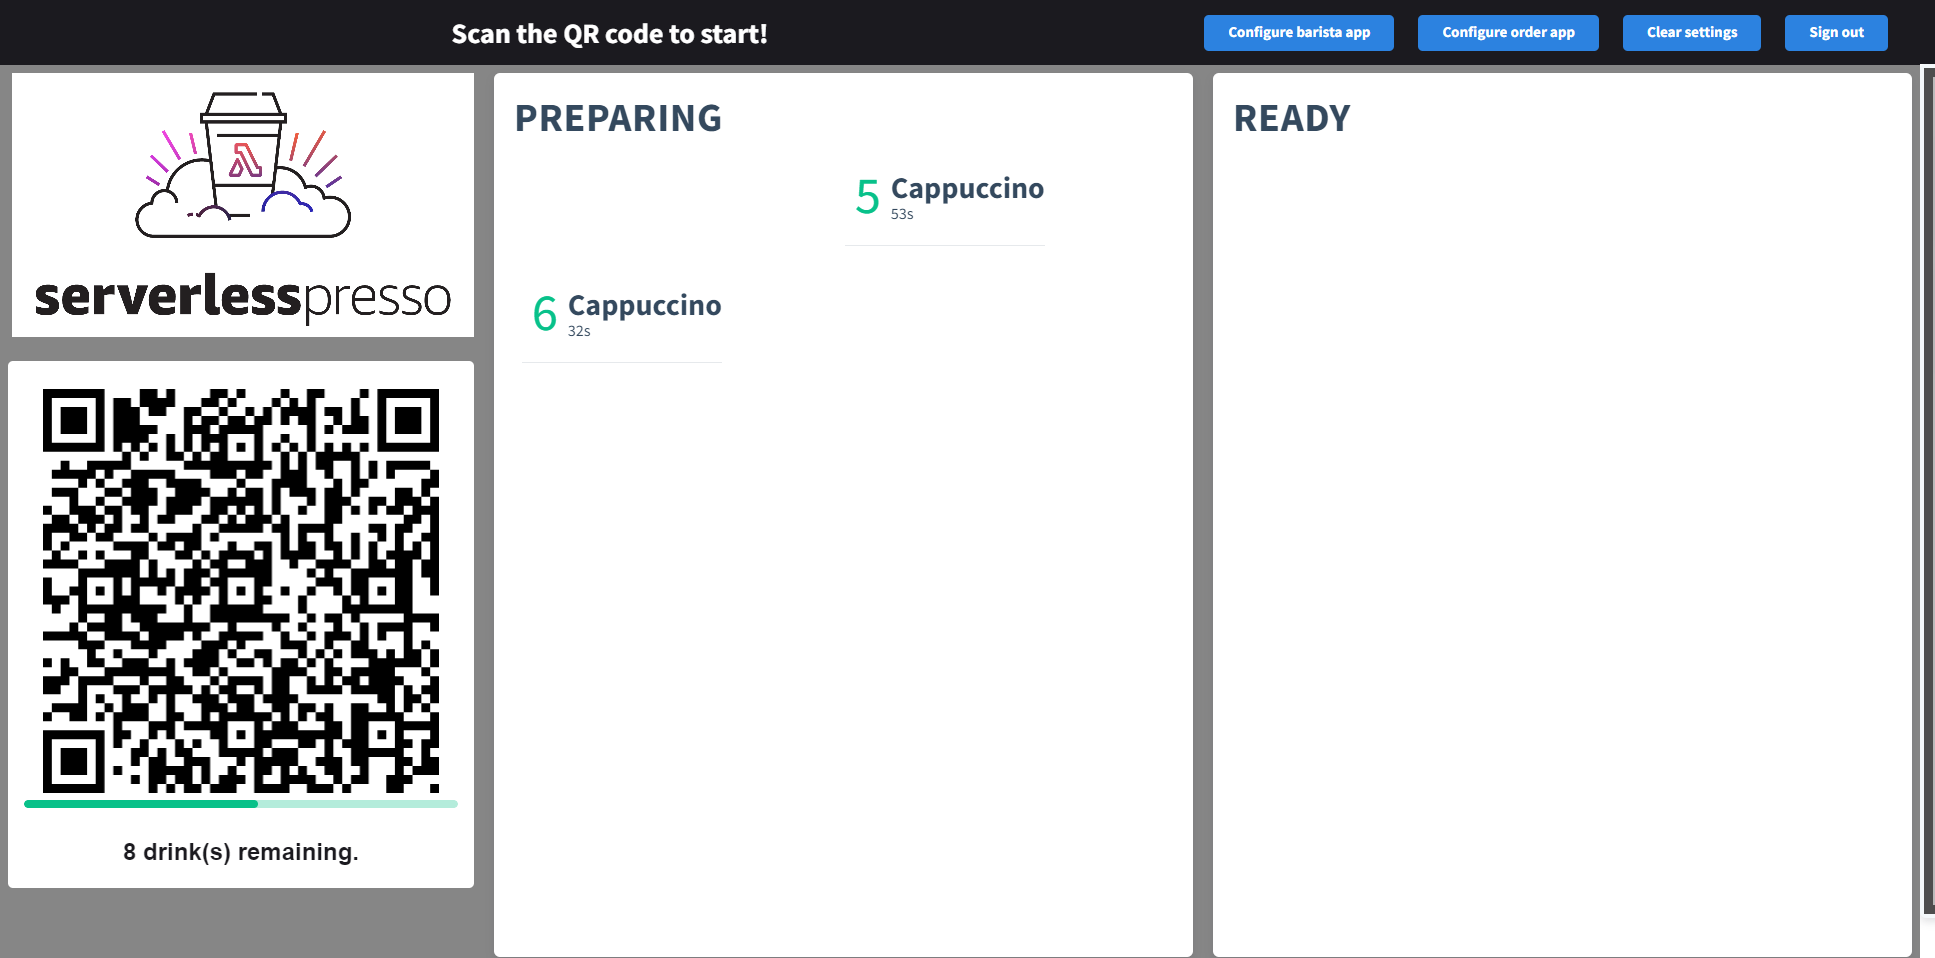 Scan the QR code to start!
Configure barista app
Configure order app
Clear settings
Sign out
serverlesspresso
8 drink(s) remaining.
PREPARING
5 Cappuccino
53s
6 Cappuccino
32s
READY